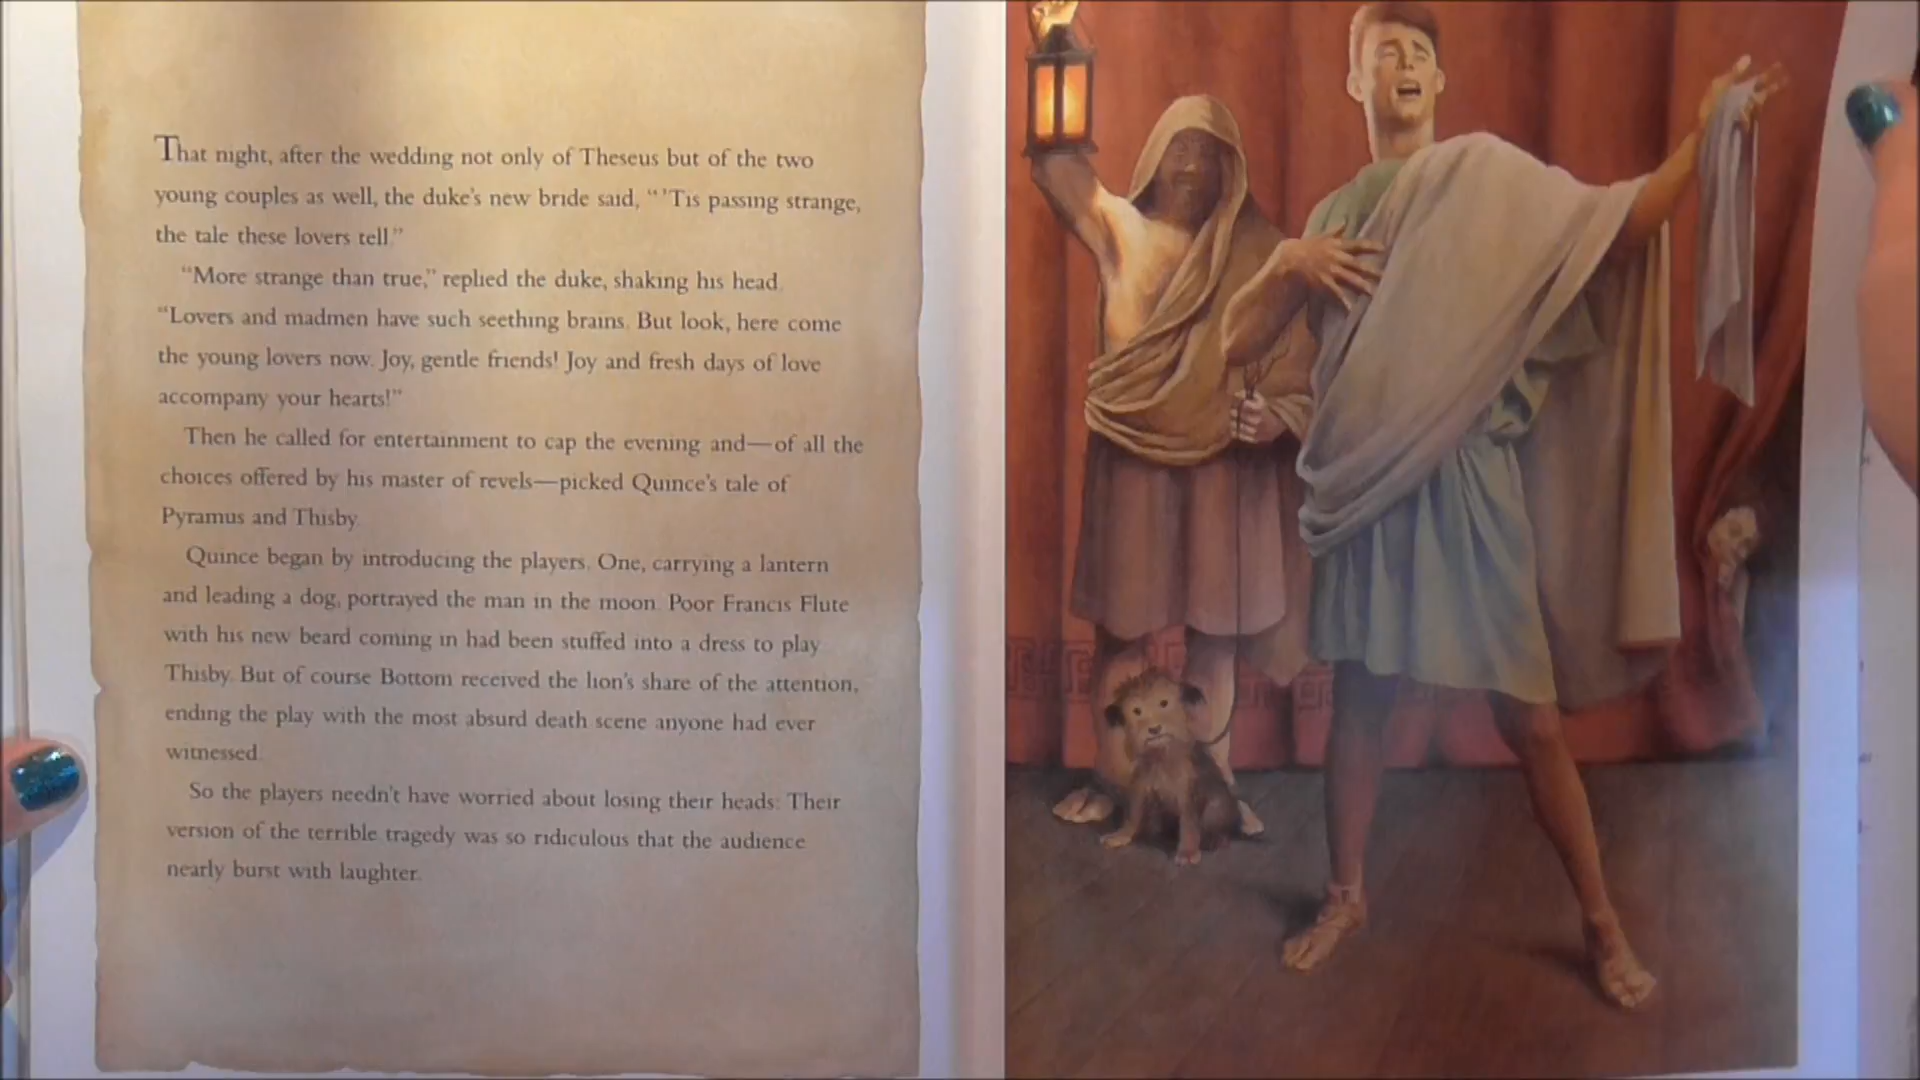 That night, after the wedding not only of Theseus but of the two
young couples as well, the duke's new bride said, “ ’Tis passing strange,
the tale these lovers tell.”
“More strange than true,” replied the duke, shaking his head.
“Lovers and madmen have such seething brains. But look, here come
the young lovers now. Joy, gentle friends! Joy and fresh days of love
accompany your hearts!”
Then he called for entertainment to cap the evening and—of all the
choices offered by his master of revels—picked Quince's tale of
Pyramus and Thisby.
Quince began by introducing the players. One, carrying a lantern
and leading a dog, portrayed the man in the moon. Poor Francis Flute
with his new beard coming in had been stuffed into a dress to play
Thisby. But of course Bottom received the lion's share of the attention,
ending the play with the most absurd death scene anyone had ever
witnessed.
So the players needn't have worried about losing their heads: Their
version of the terrible tragedy was so ridiculous that the audience
nearly burst with laughter.